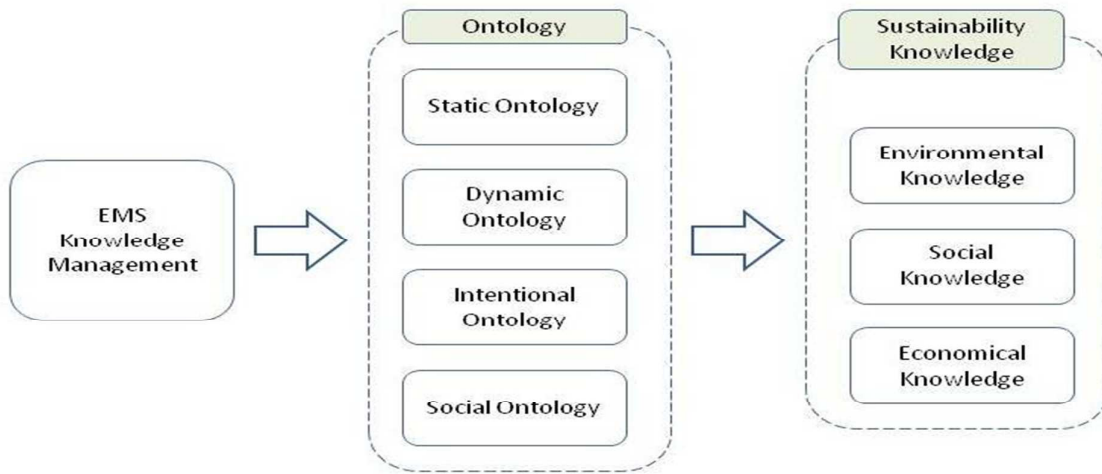 EMS
Knowledge
Management
Ontology
Static Ontology
Dynamic
Ontology
Intentional
Ontology
Social Ontology
Sustainability
Knowledge
Environmental
Knowledge
Social
Knowledge
Economical
Knowledge